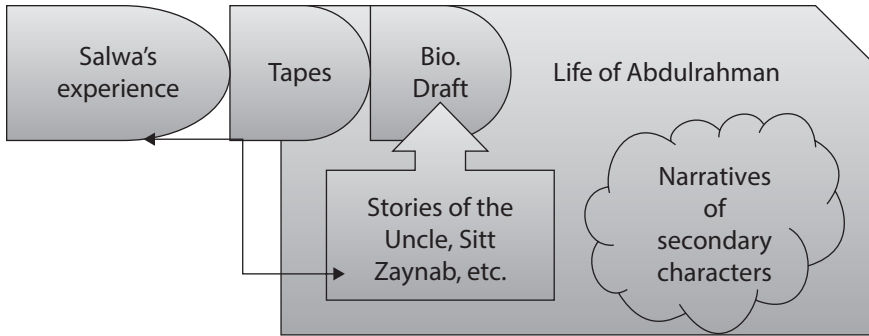 Salwa’s
experience
Tapes
Bio.
Draft
Life of Abdulrahman
Stories of the
Uncle, Sitt
Zaynab, etc.
Narratives
of
secondary
characters